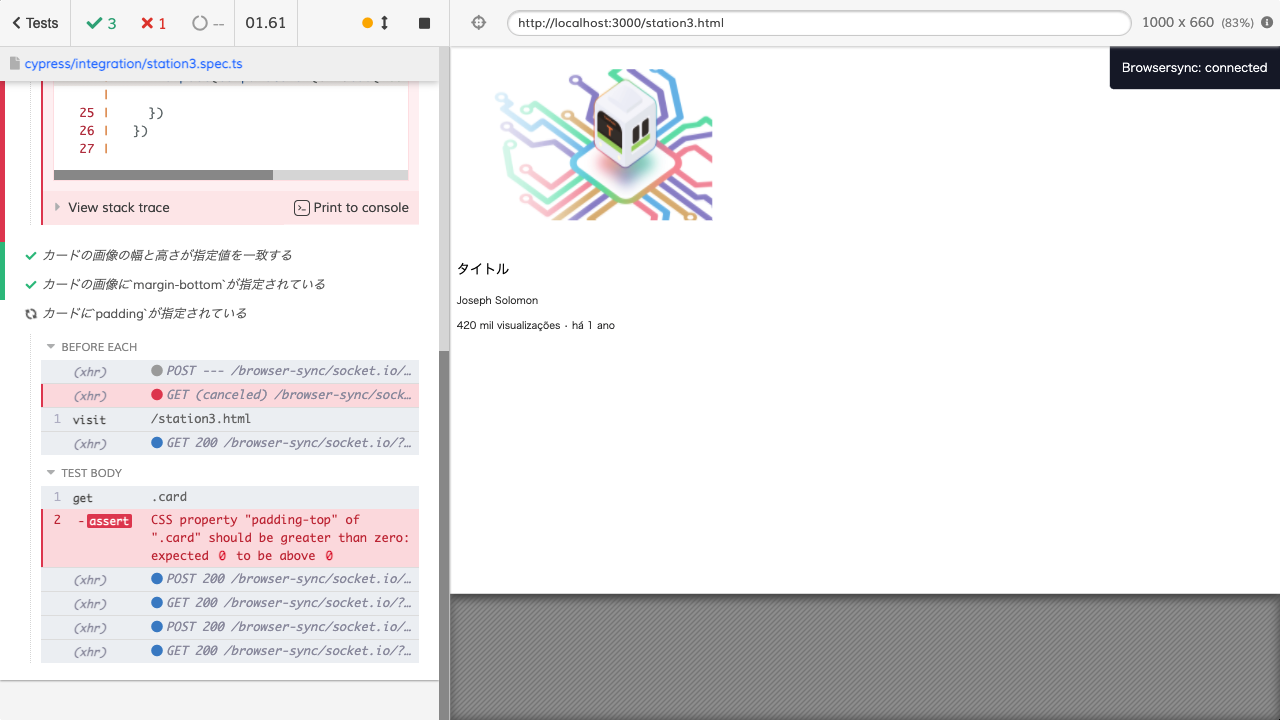 Tests
3
1
--
01.61
http://localhost:3000/station3.html
1000 x 660 (83%)
cypress/integration/station3.spec.ts
Browsersync: connected
|
25 | })
26 | })
27 |
View stack trace
Print to console
カードの画像の幅と高さが指定値を一致する
カードの画像に`margin-bottom`が指定されている
カードに`padding`が指定されている
BEFORE EACH
(xhr) POST --- /browser-sync/socket.io/…
(xhr) GET (canceled) /browser-sync/sock…
1 visit /station3.html
(xhr) GET 200 /browser-sync/socket.io/?…
TEST BODY
1 get .card
2 -assert CSS property "padding-top" of
".card" should be greater than zero:
expected 0 to be above 0
(xhr) POST 200 /browser-sync/socket.io/…
(xhr) GET 200 /browser-sync/socket.io/?…
(xhr) POST 200 /browser-sync/socket.io/…
(xhr) GET 200 /browser-sync/socket.io/?…
タイトル
Joseph Solomon
420 mil visualizações · há 1 ano